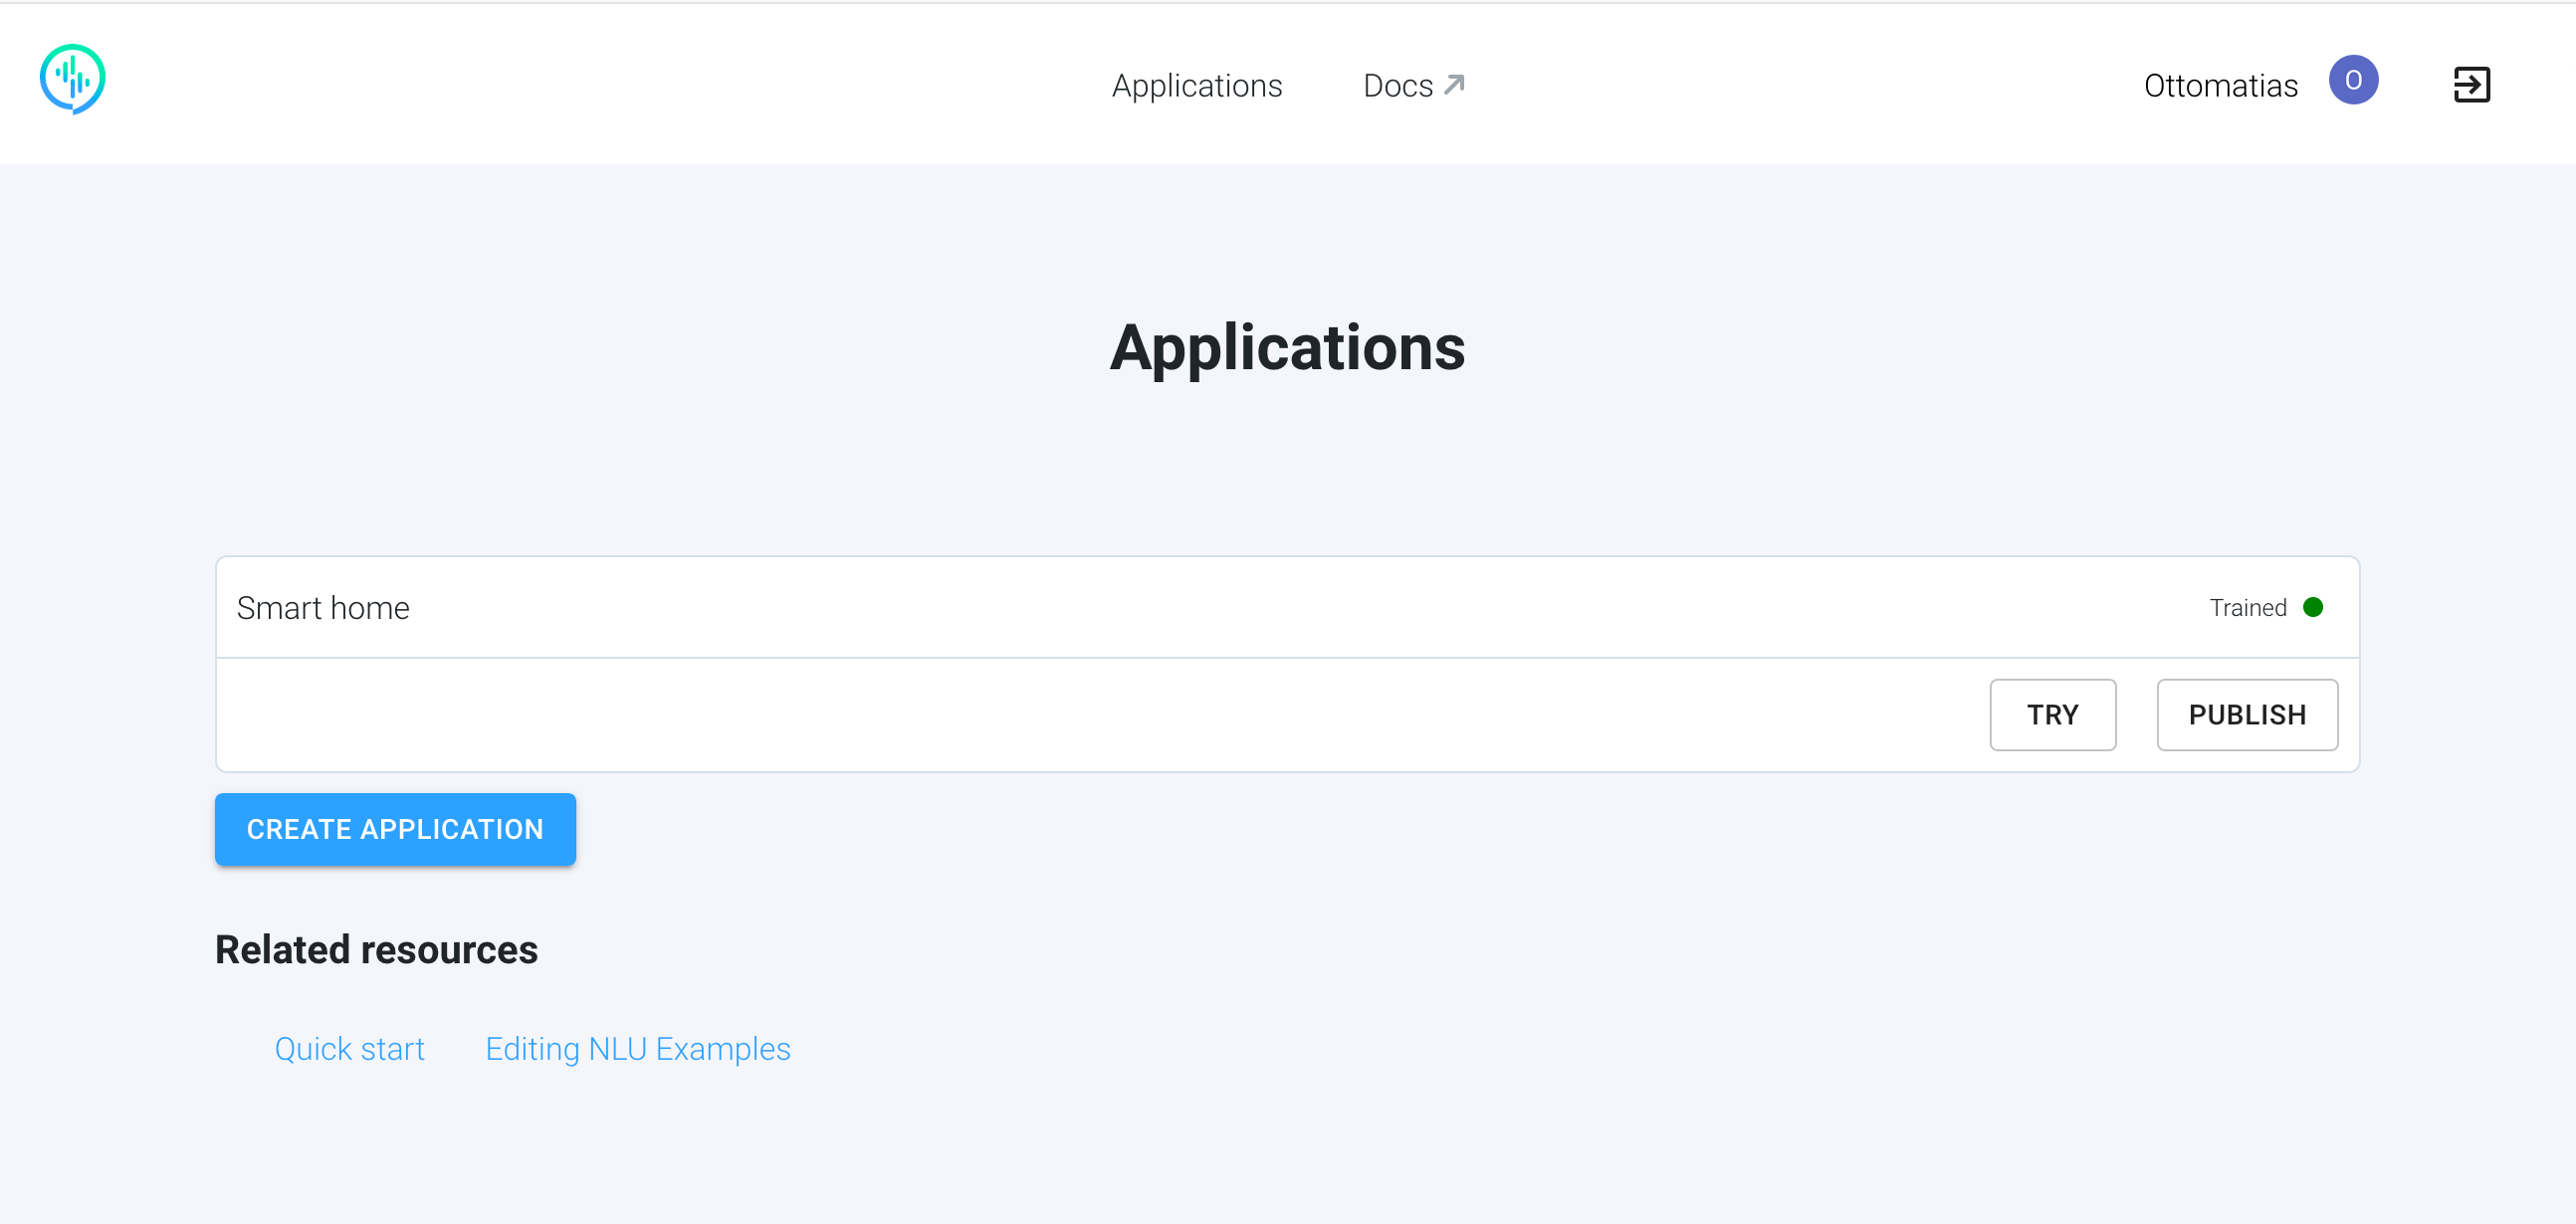 Applications Docs Ottomatias O
Applications
Smart home Trained
TRY PUBLISH
CREATE APPLICATION
Related resources
Quick start Editing NLU Examples